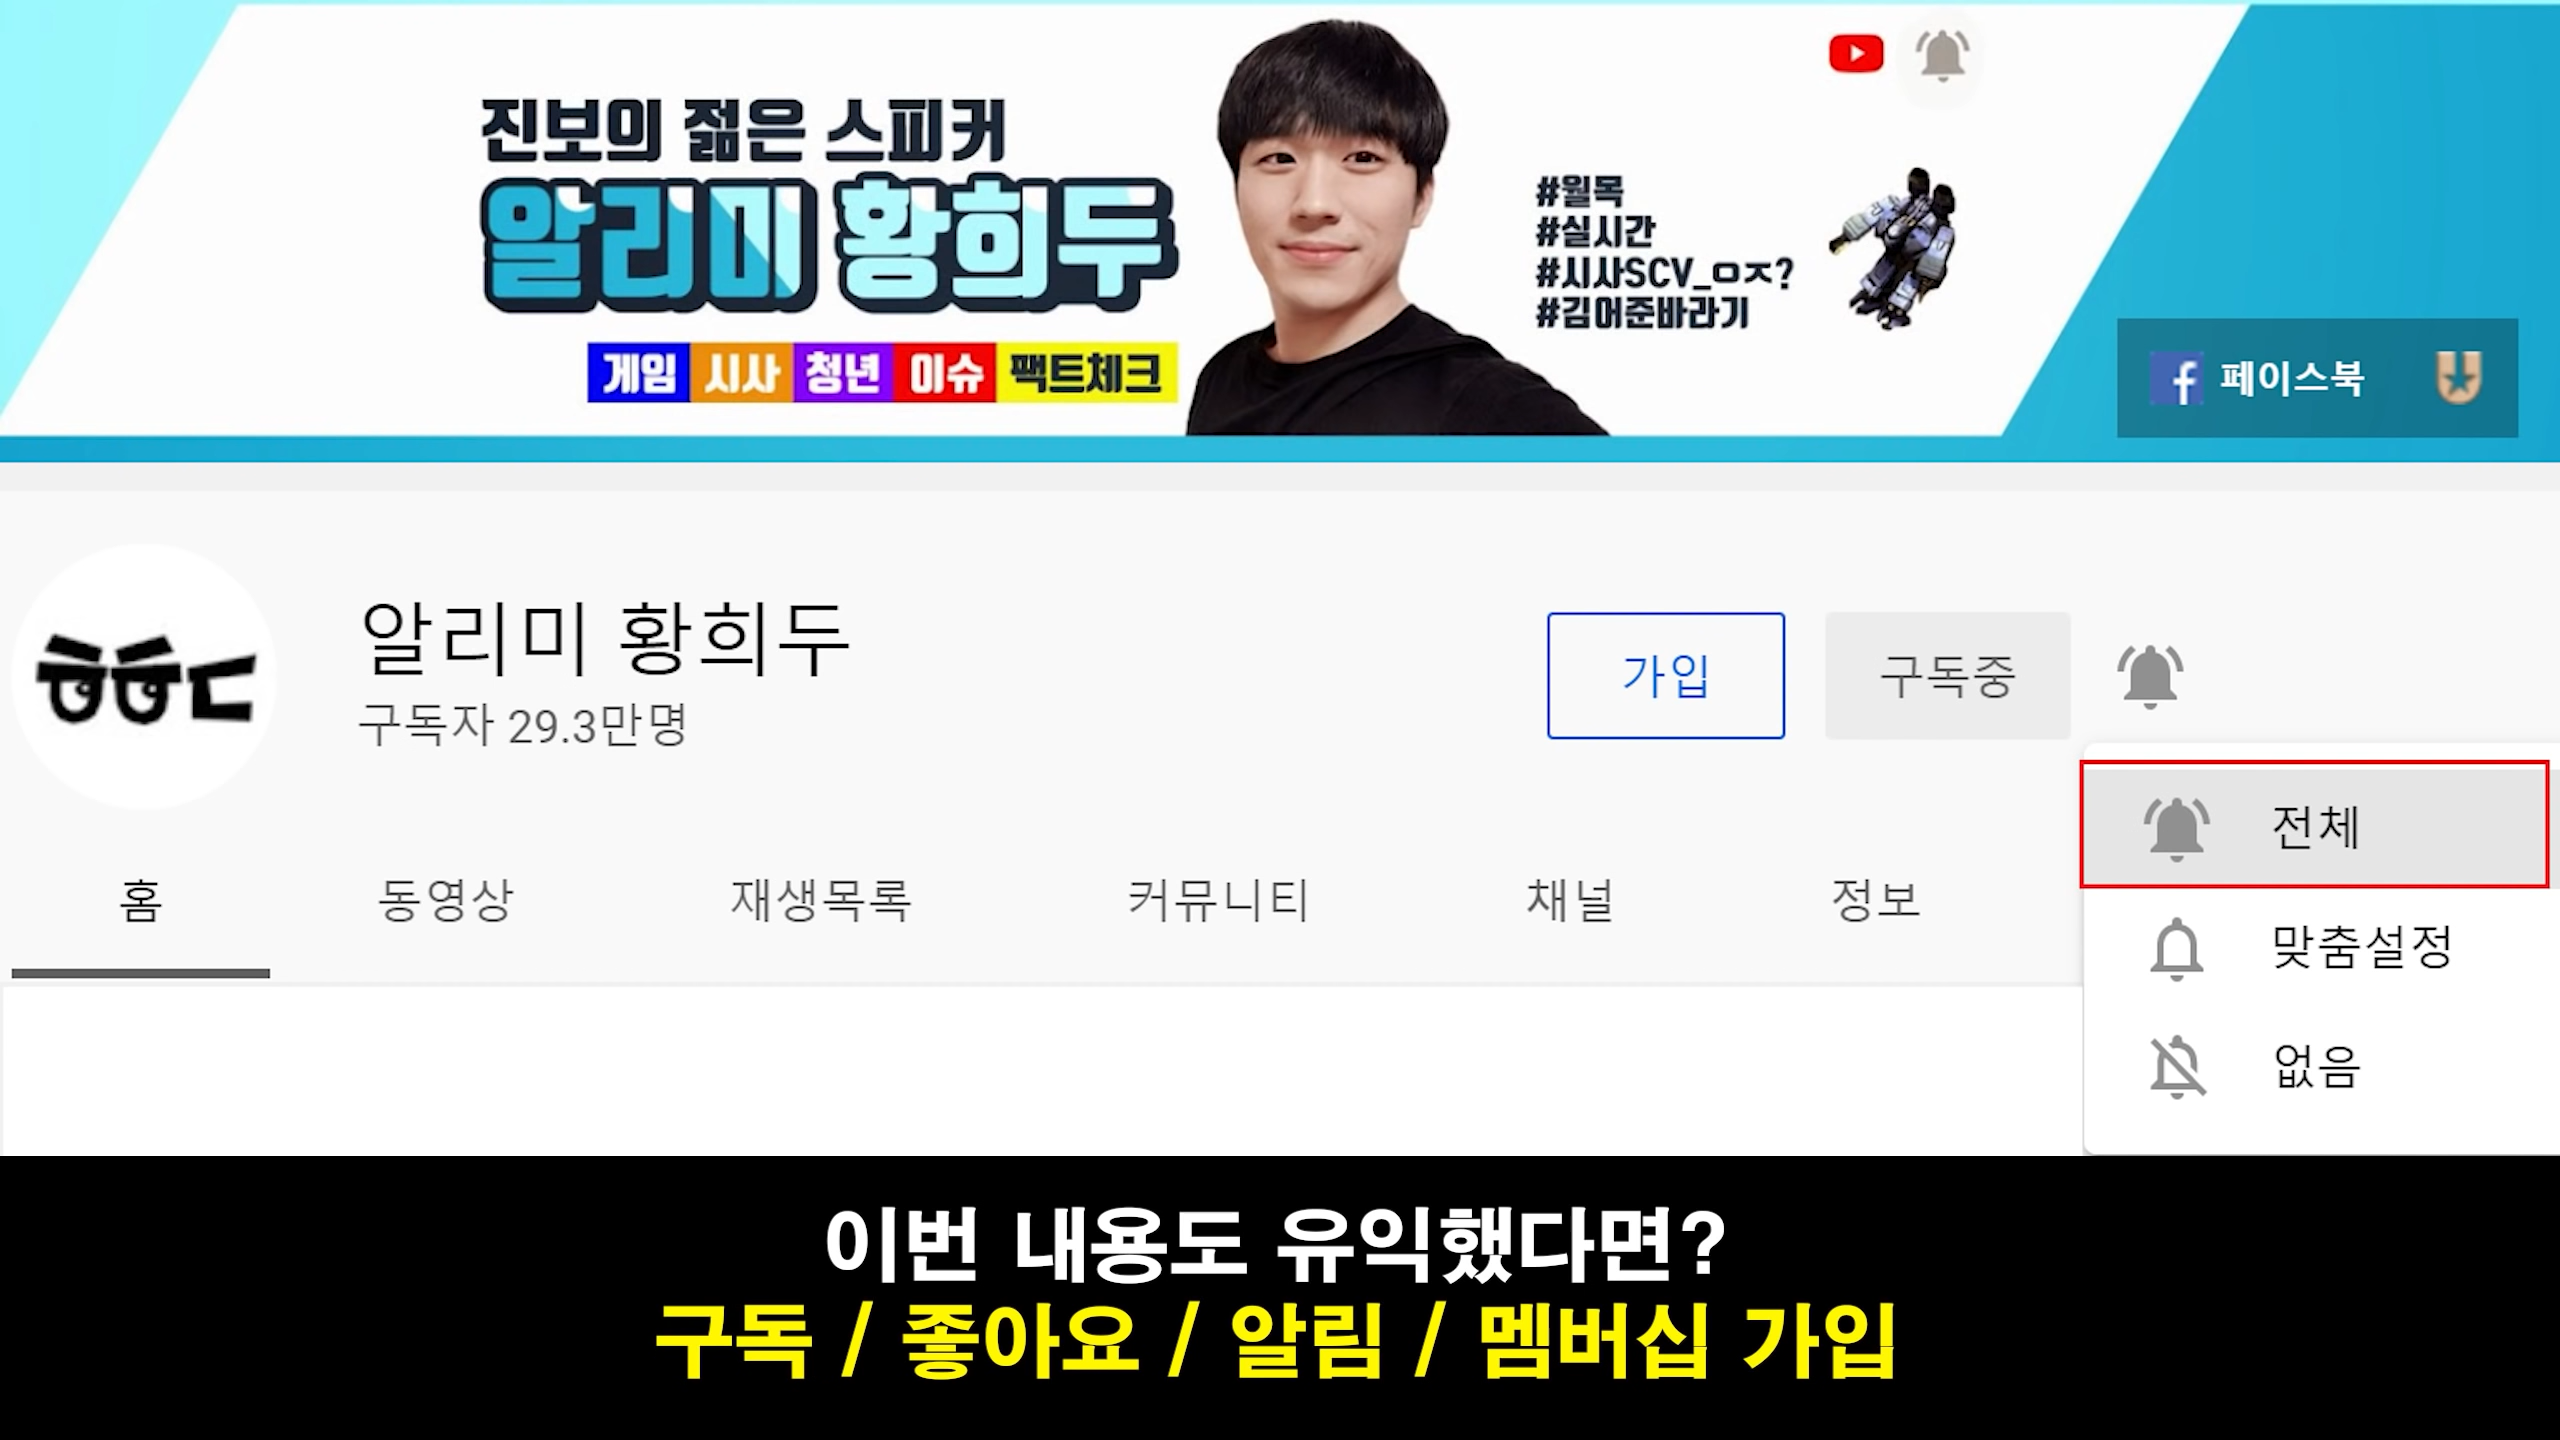 진보의 젊은 스피커
알리미 황희두
게임 시사 청년 이슈 팩트체크
#월목
#실시간
#시사SCV_ㅇㅈ?
#김어준바라기
페이스북
ㅎㅎㄷ
알리미 황희두
구독자 29.3만명
가입
구독중
전체
맞춤설정
없음
홈
동영상
재생목록
커뮤니티
채널
정보
이번 내용도 유익했다면?
구독 / 좋아요 / 알림 / 멤버십 가입